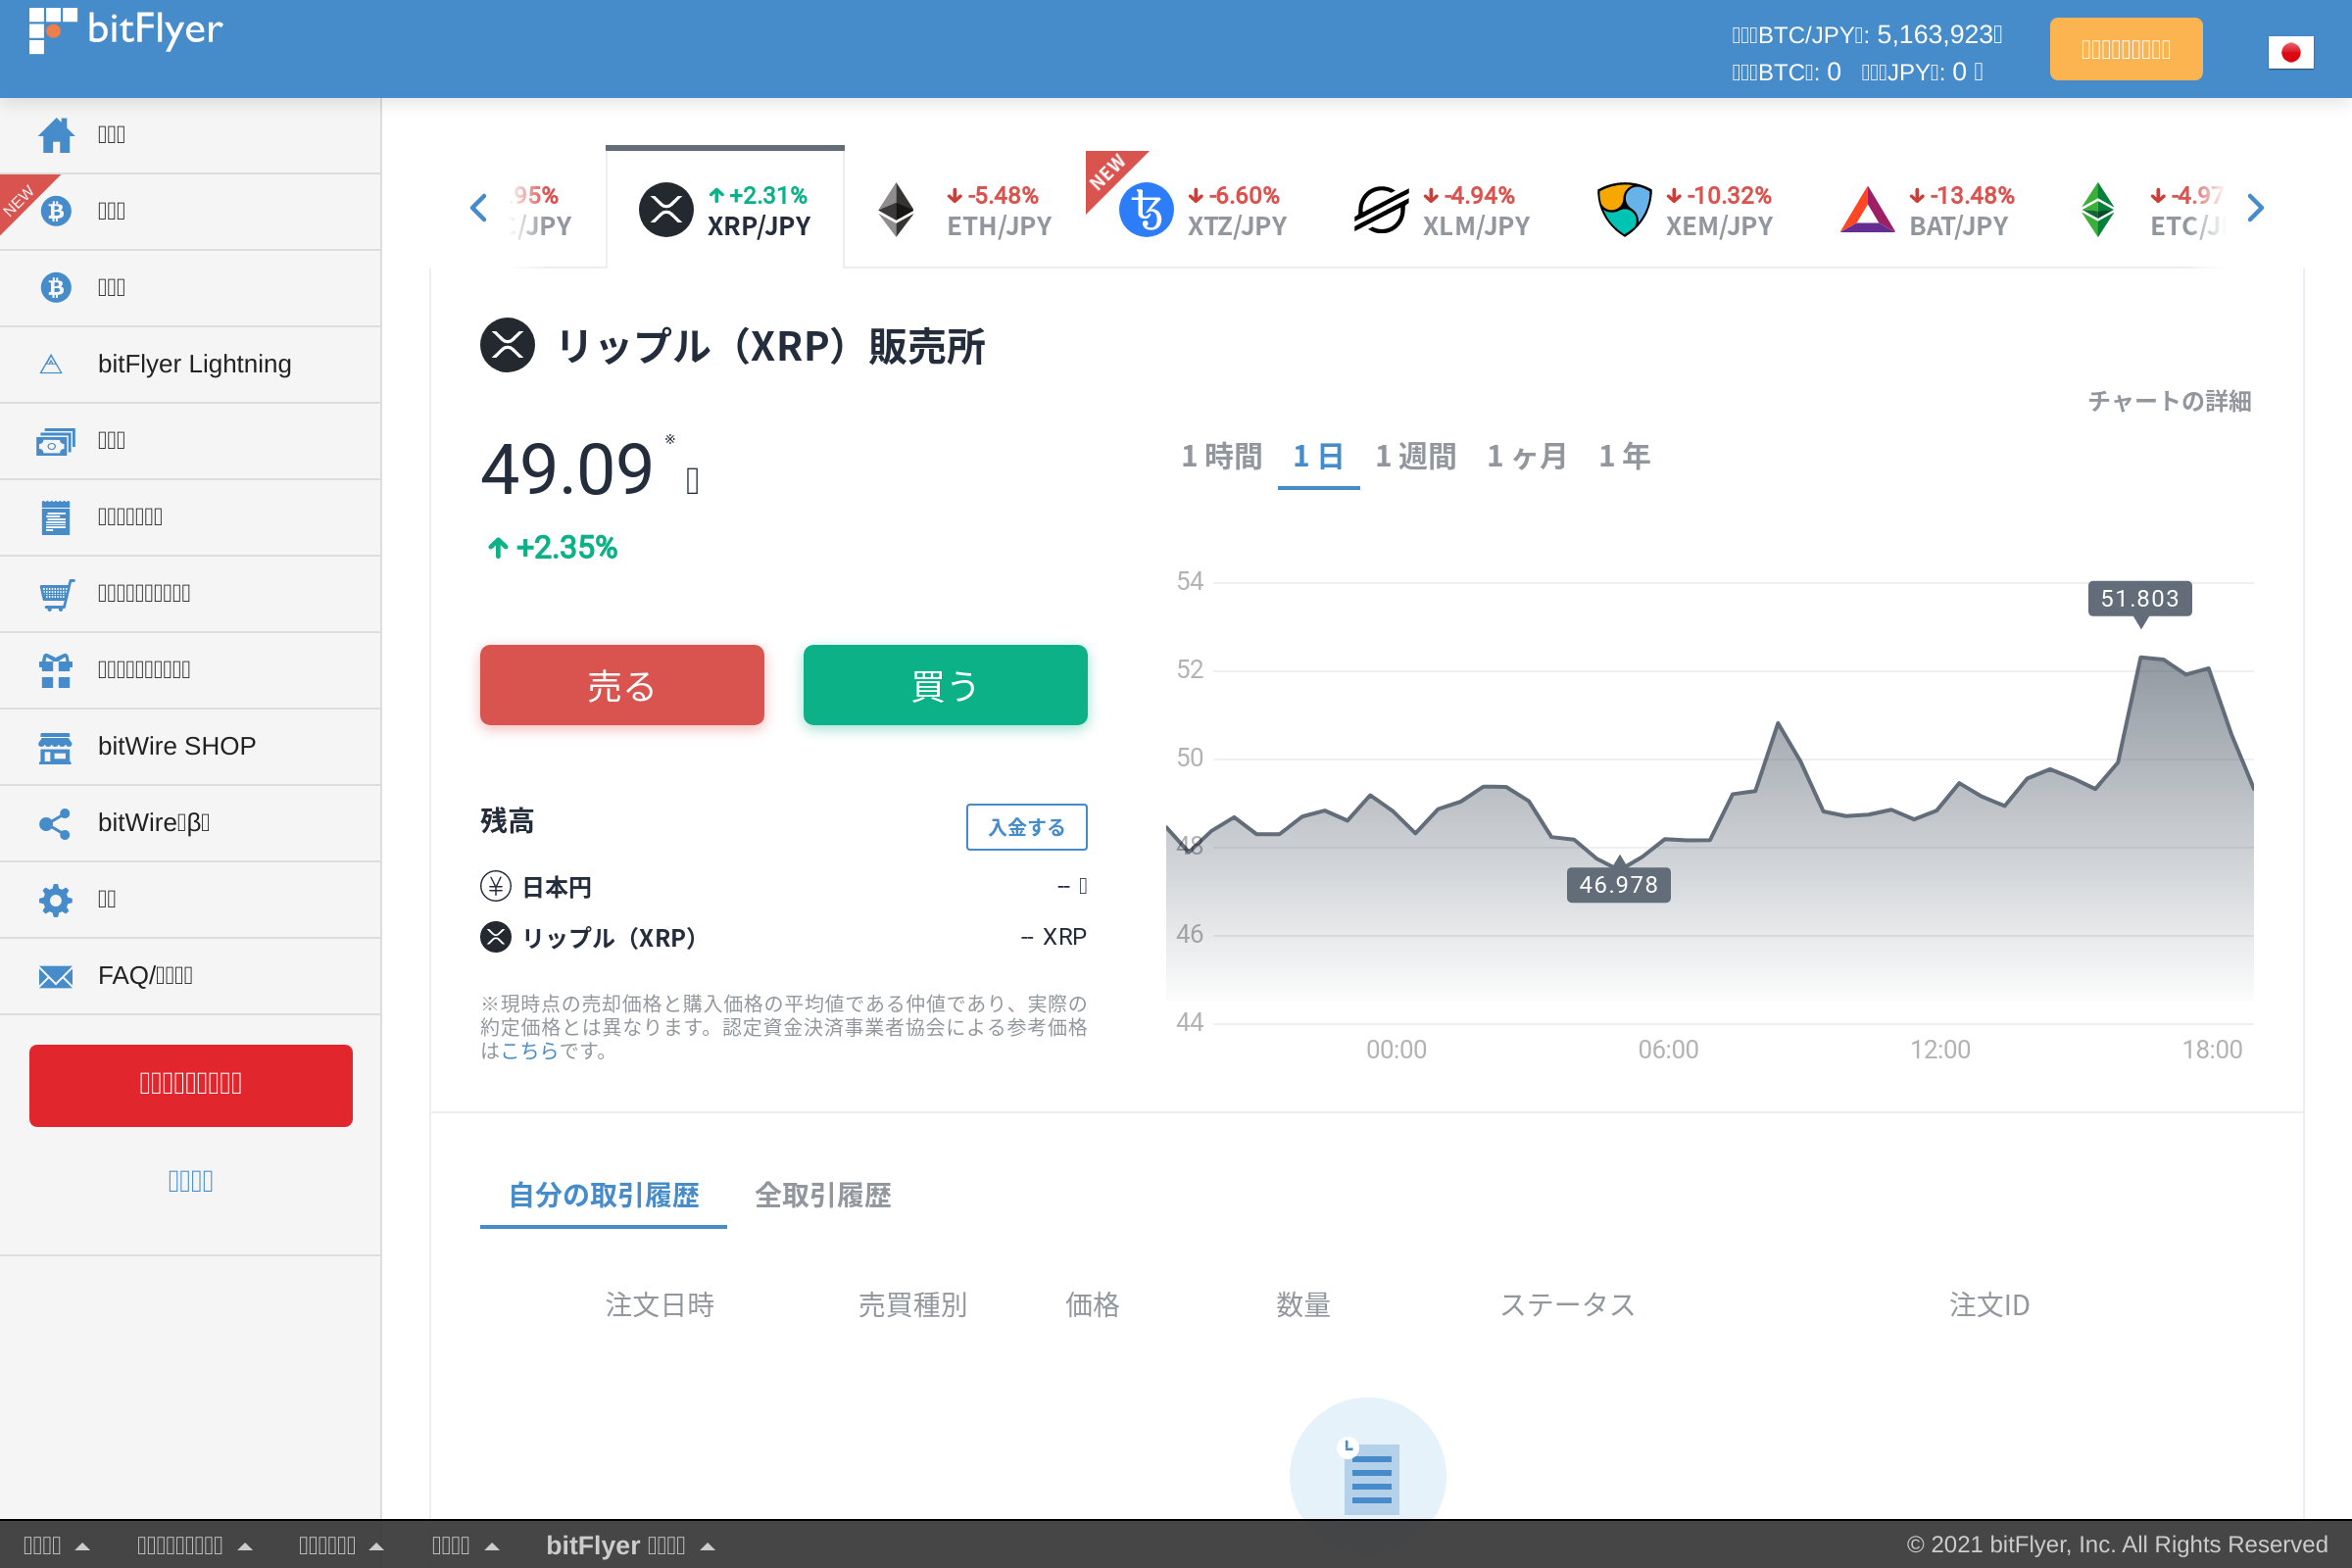 bitFlyer
BTC/JPY: 5,163,923
BTC: 0 JPY: 0
NEW
bitFlyer Lightning
bitWire SHOP
bitWire β
FAQ/
.95%
C/JPY
+2.31%
XRP/JPY
-5.48%
ETH/JPY
NEW
-6.60%
XTZ/JPY
-4.94%
XLM/JPY
-10.32%
XEM/JPY
-13.48%
BAT/JPY
-4.97
ETC/J
リップル（XRP）販売所
チャートの詳細
49.09 ※
+2.35%
1 時間 1 日 1 週間 1 ヶ月 1 年
売る 買う
残高 入金する
日本円 --
リップル（XRP） -- XRP
※現時点の売却価格と購入価格の平均値である仲値であり、実際の
約定価格とは異なります。認定資金決済事業者協会による参考価格
はこちらです。
54
52
50
48
46
44
51.803
46.978
00:00 06:00 12:00 18:00
自分の取引履歴 全取引履歴
注文日時 売買種別 価格 数量 ステータス 注文ID
bitFlyer
© 2021 bitFlyer, Inc. All Rights Reserved